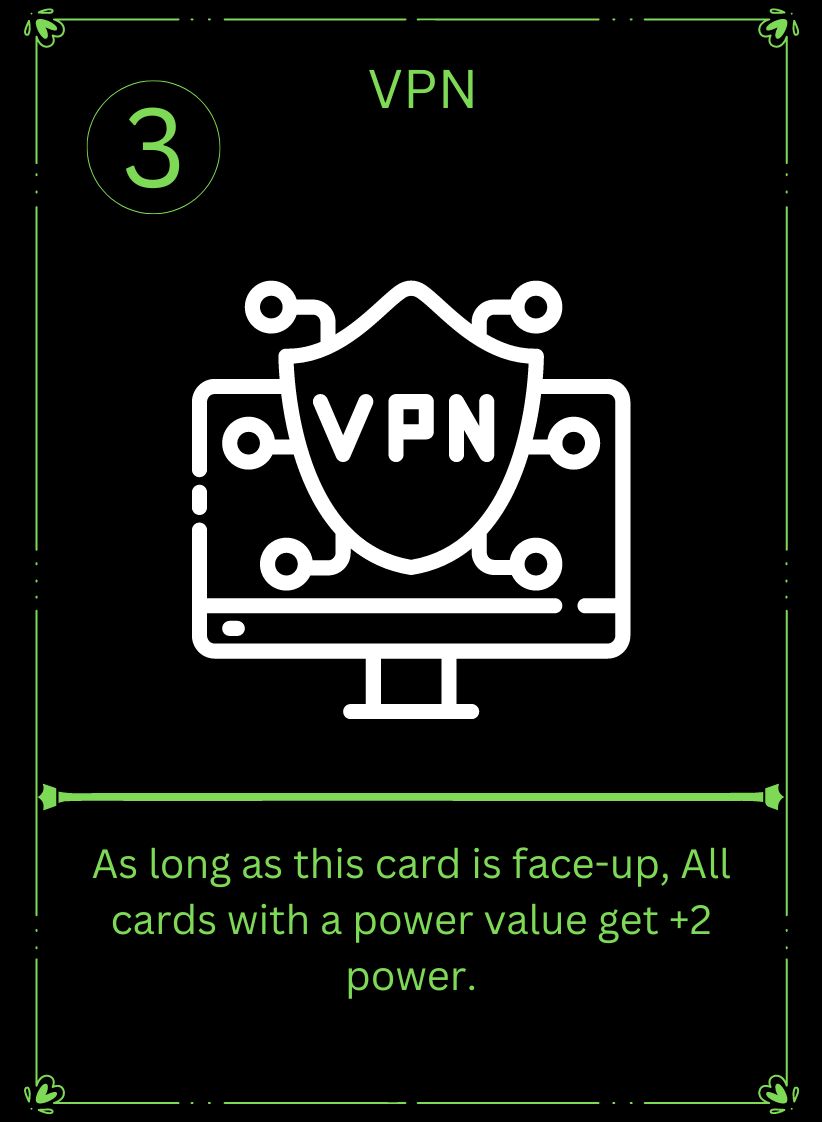 VPN
3
VPN
As long as this card is face-up, All
cards with a power value get +2
power.